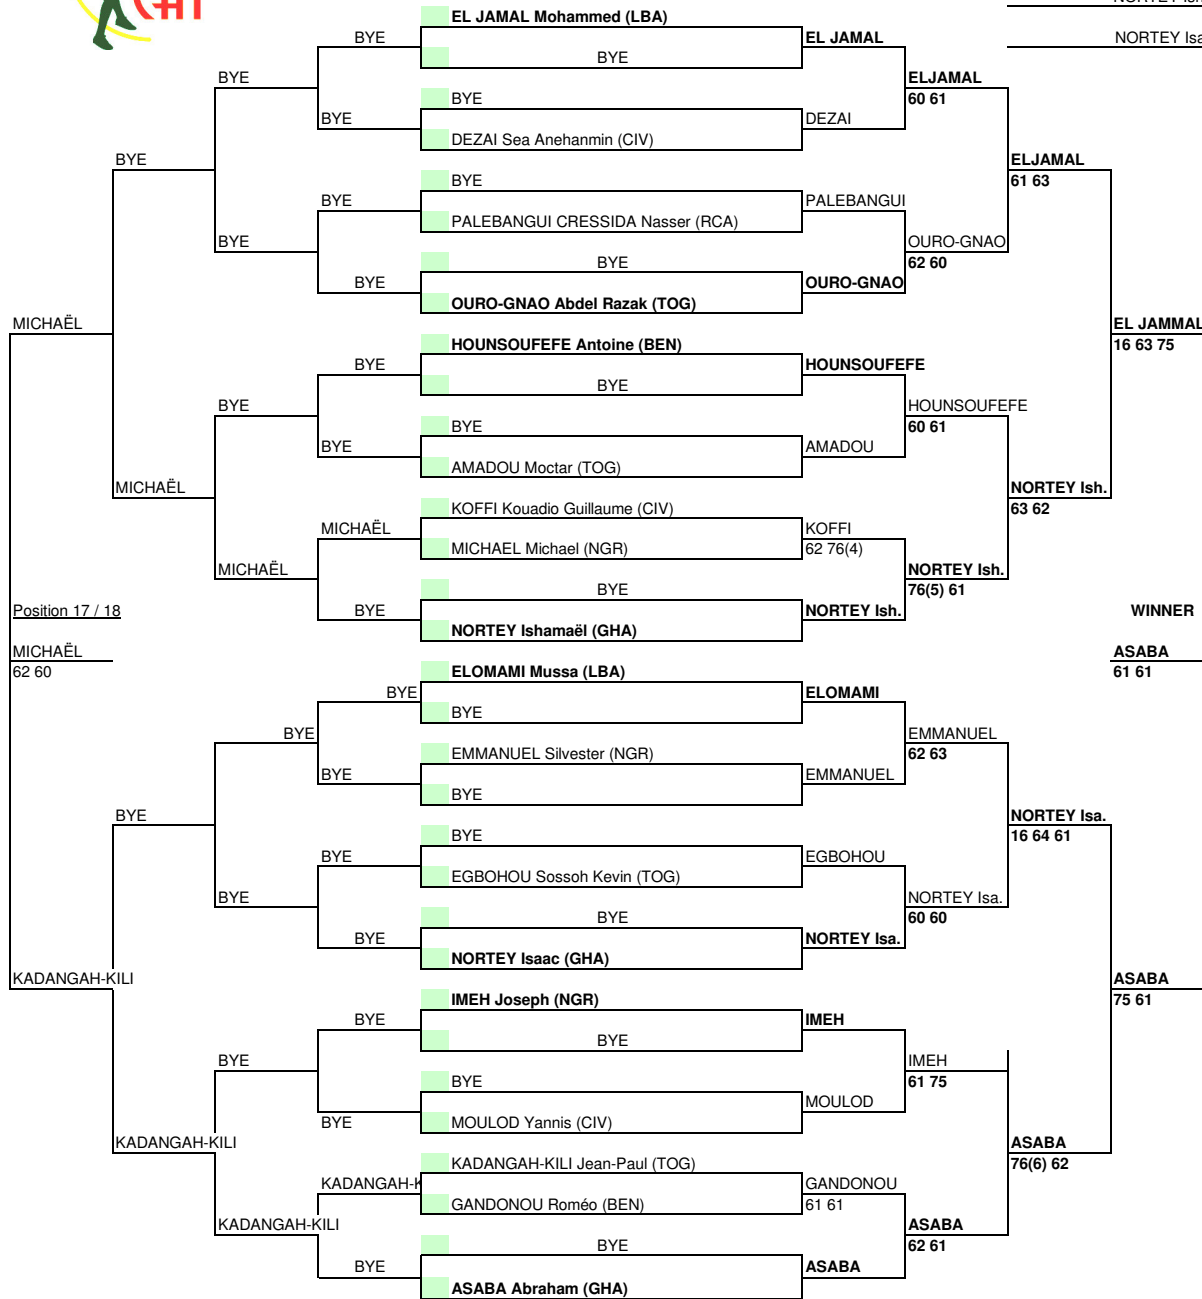 NORTEY Isa
EL JAMAL Mohammed (LBA)
BYE EL JAMAL
BYE
BYE ELJAMAL
BYE 60 61
BYE DEZAI
DEZAI Sea Anehanmin (CIV)
BYE ELJAMAL
BYE 61 63
BYE PALEBANGUI
PALEBANGUI CRESSIDA Nasser (RCA)
BYE OURO-GNAO
BYE 62 60
BYE OURO-GNAO
OURO-GNAO Abdel Razak (TOG)
MICHAËL EL JAMMAL
HOUNSOUFEFE Antoine (BEN) 16 63 75
BYE HOUNSOUFEFE
BYE
BYE HOUNSOUFEFE
BYE 60 61
BYE AMADOU
AMADOU Moctar (TOG)
MICHAËL NORTEY Ish.
KOFFI Kouadio Guillaume (CIV) 63 62
MICHAËL KOFFI
MICHAEL Michael (NGR) 62 76(4)
MICHAËL NORTEY Ish.
BYE 76(5) 61
Position 17 / 18 BYE NORTEY Ish. WINNER
NORTEY Ishamaël (GHA)
MICHAËL ASABA
62 60 ELOMAMI Mussa (LBA) 61 61
BYE ELOMAMI
BYE
BYE EMMANUEL
EMMANUEL Silvester (NGR) 62 63
BYE EMMANUEL
BYE
BYE NORTEY Isa.
BYE 16 64 61
BYE EGBOHOU
EGBOHOU Sossoh Kevin (TOG)
BYE NORTEY Isa.
BYE 60 60
BYE NORTEY Isa.
NORTEY Isaac (GHA)
KADANGAH-KILI ASABA
IMEH Joseph (NGR) 75 61
BYE IMEH
BYE
BYE IMEH
BYE 61 75
MOULOD
BYE MOULOD Yannis (CIV)
KADANGAH-KILI ASABA
KADANGAH-KILI Jean-Paul (TOG) 76(6) 62
KADANGAH-K GANDONOU
GANDONOU Roméo (BEN) 61 61
KADANGAH-KILI ASABA
BYE 62 61
BYE ASABA
ASABA Abraham (GHA)